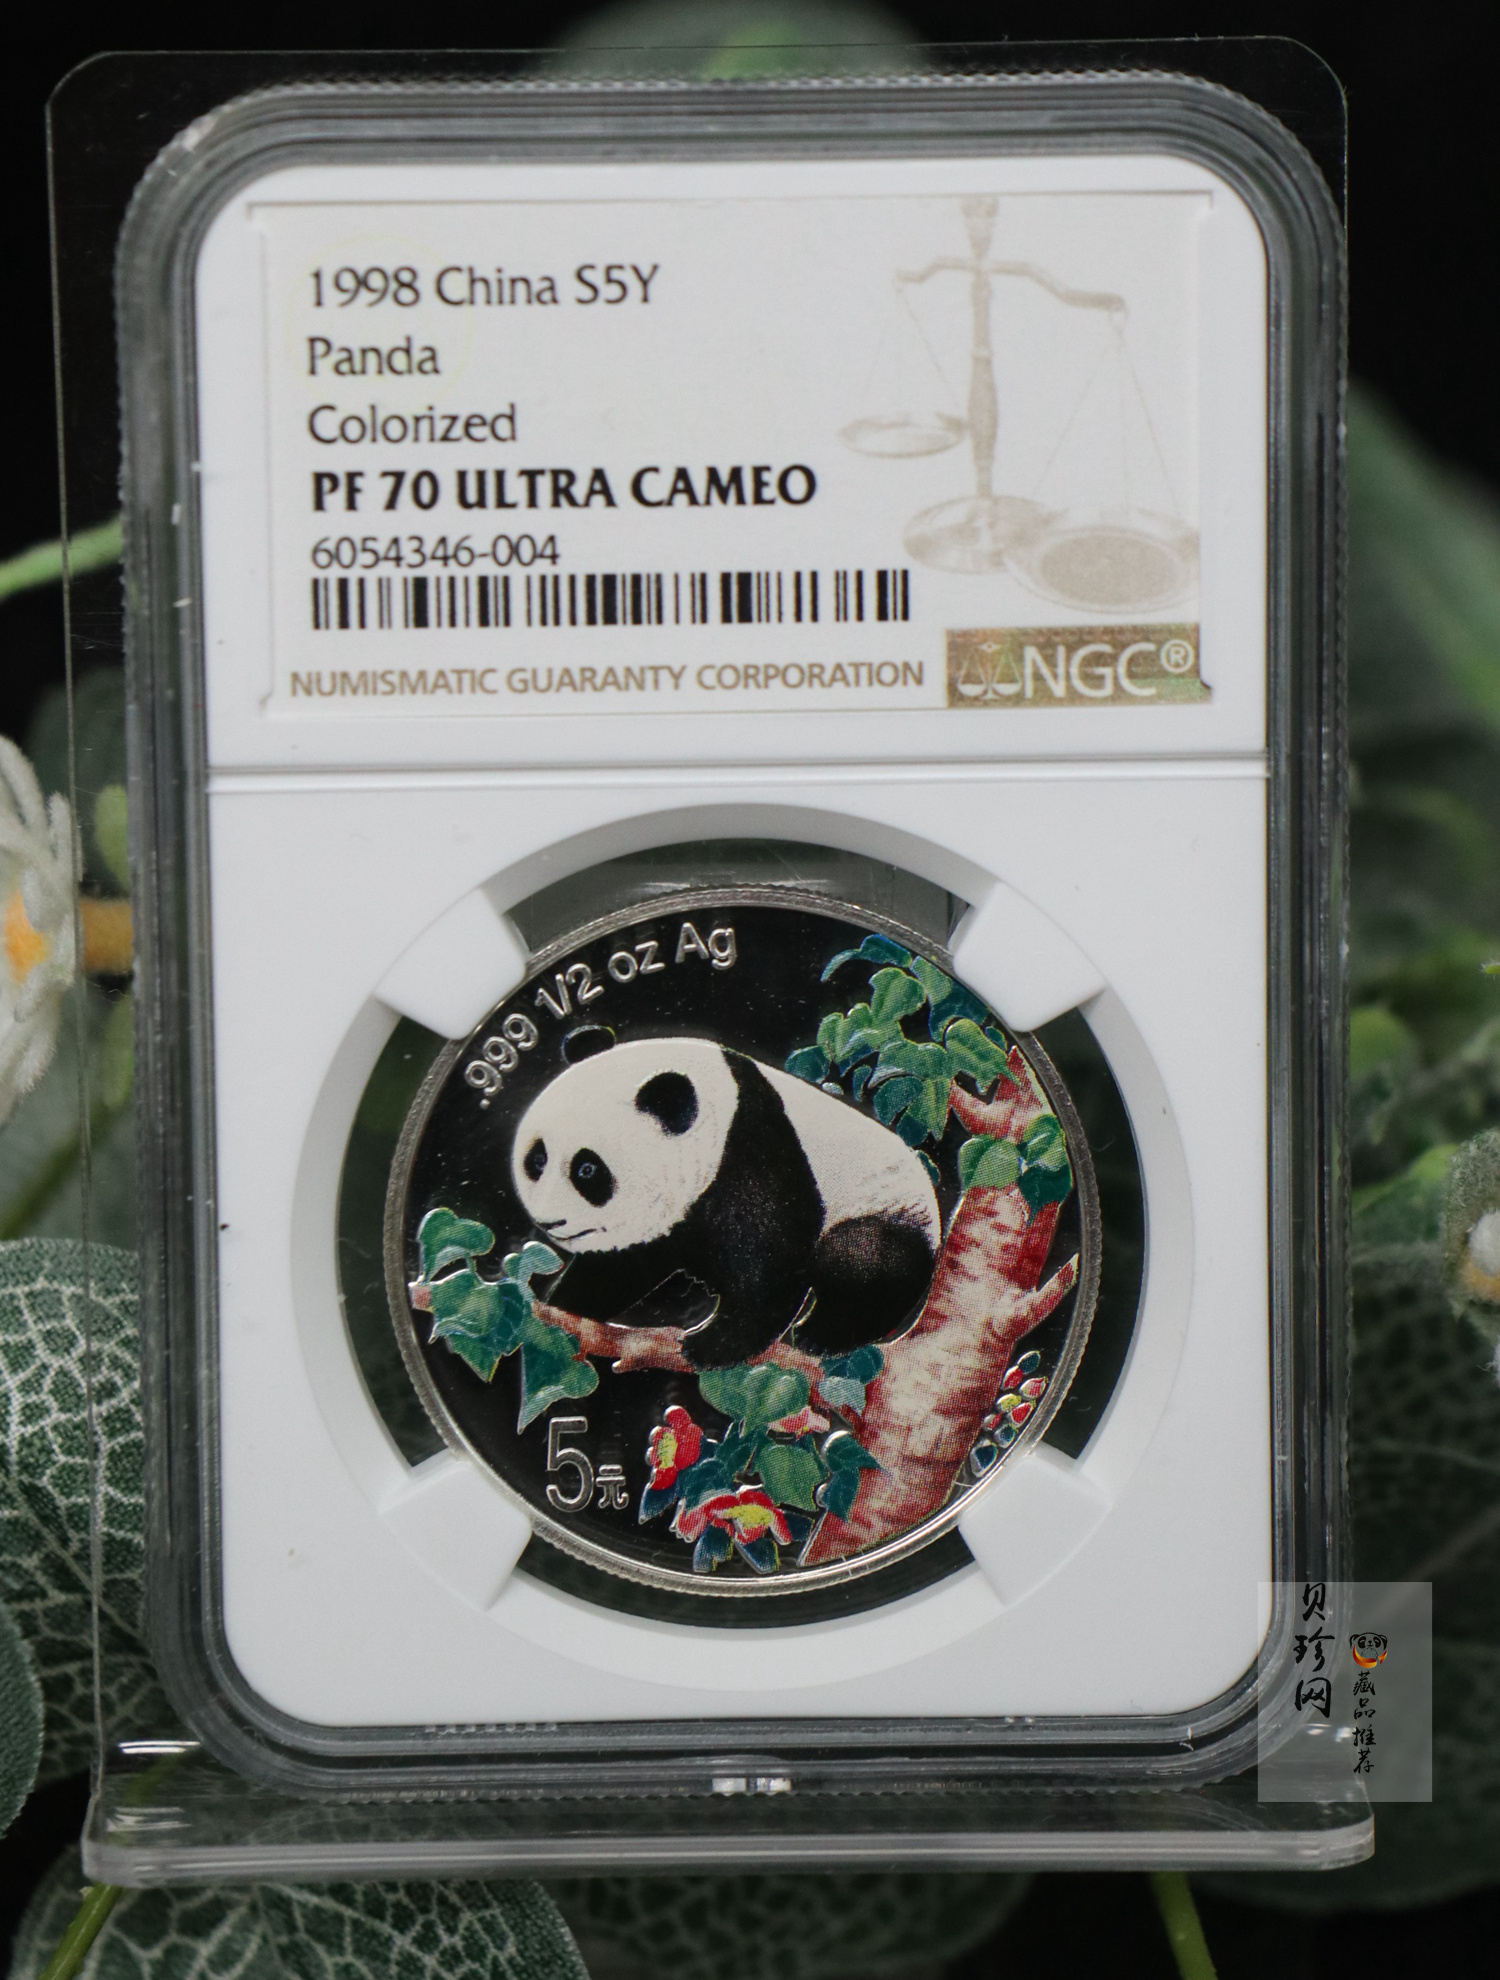 1998 China S5Y
Panda
Colorized
PF 70 ULTRA CAMEO
6054346-004
NUMISMATIC GUARANTY CORPORATION
NGC®
.999 1/2 oz Ag
5元
贝珍网
藏品推荐